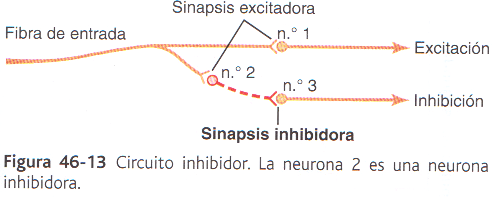 Sinapsis excitadora
Fibra de entrada
n.° 1
Excitación
n.° 2
n.° 3
Inhibición
Sinapsis inhibidora
Figura 46-13 Circuito inhibidor. La neurona 2 es una neurona
inhibidora.